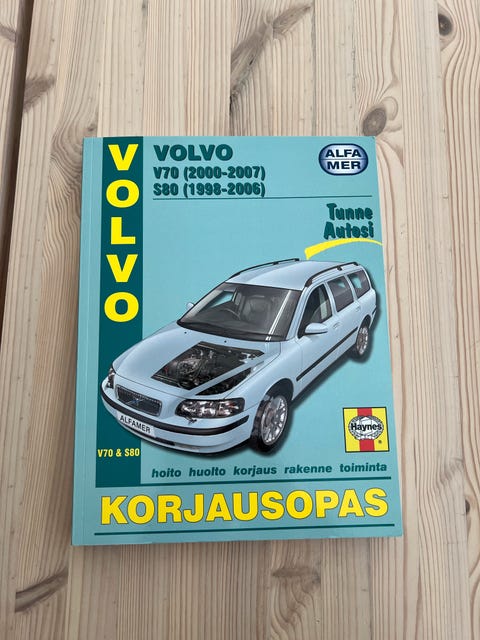 VOLVO
VOLVO
V70 (2000-2007)
S80 (1998-2006)
ALFA
MER
Tunne
Autosi
ALFAMER
Haynes
®
V70 & S80
hoito huolto korjaus rakenne toiminta
KORJAUSOPAS